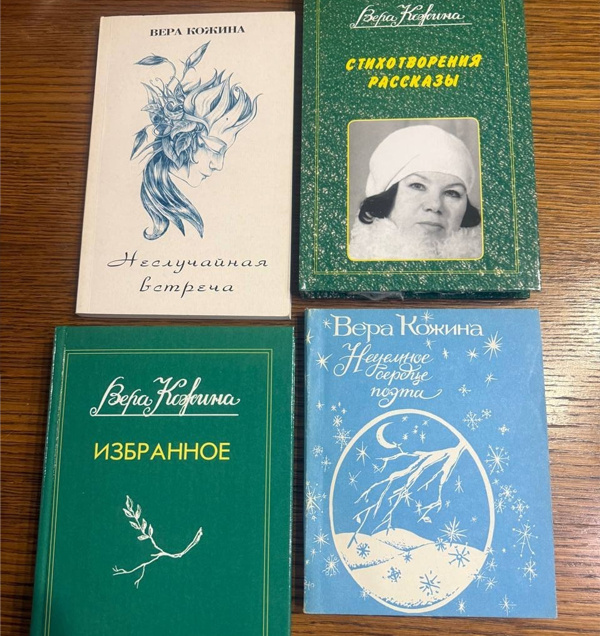 ВЕРА КОЖИНА
Неслучайная
встреча
Вера Кожина
СТИХОТВОРЕНИЯ
РАССКАЗЫ
Вера Кожина
ИЗБРАННОЕ
Вера Кожина
Неуемное
сердце
поэта